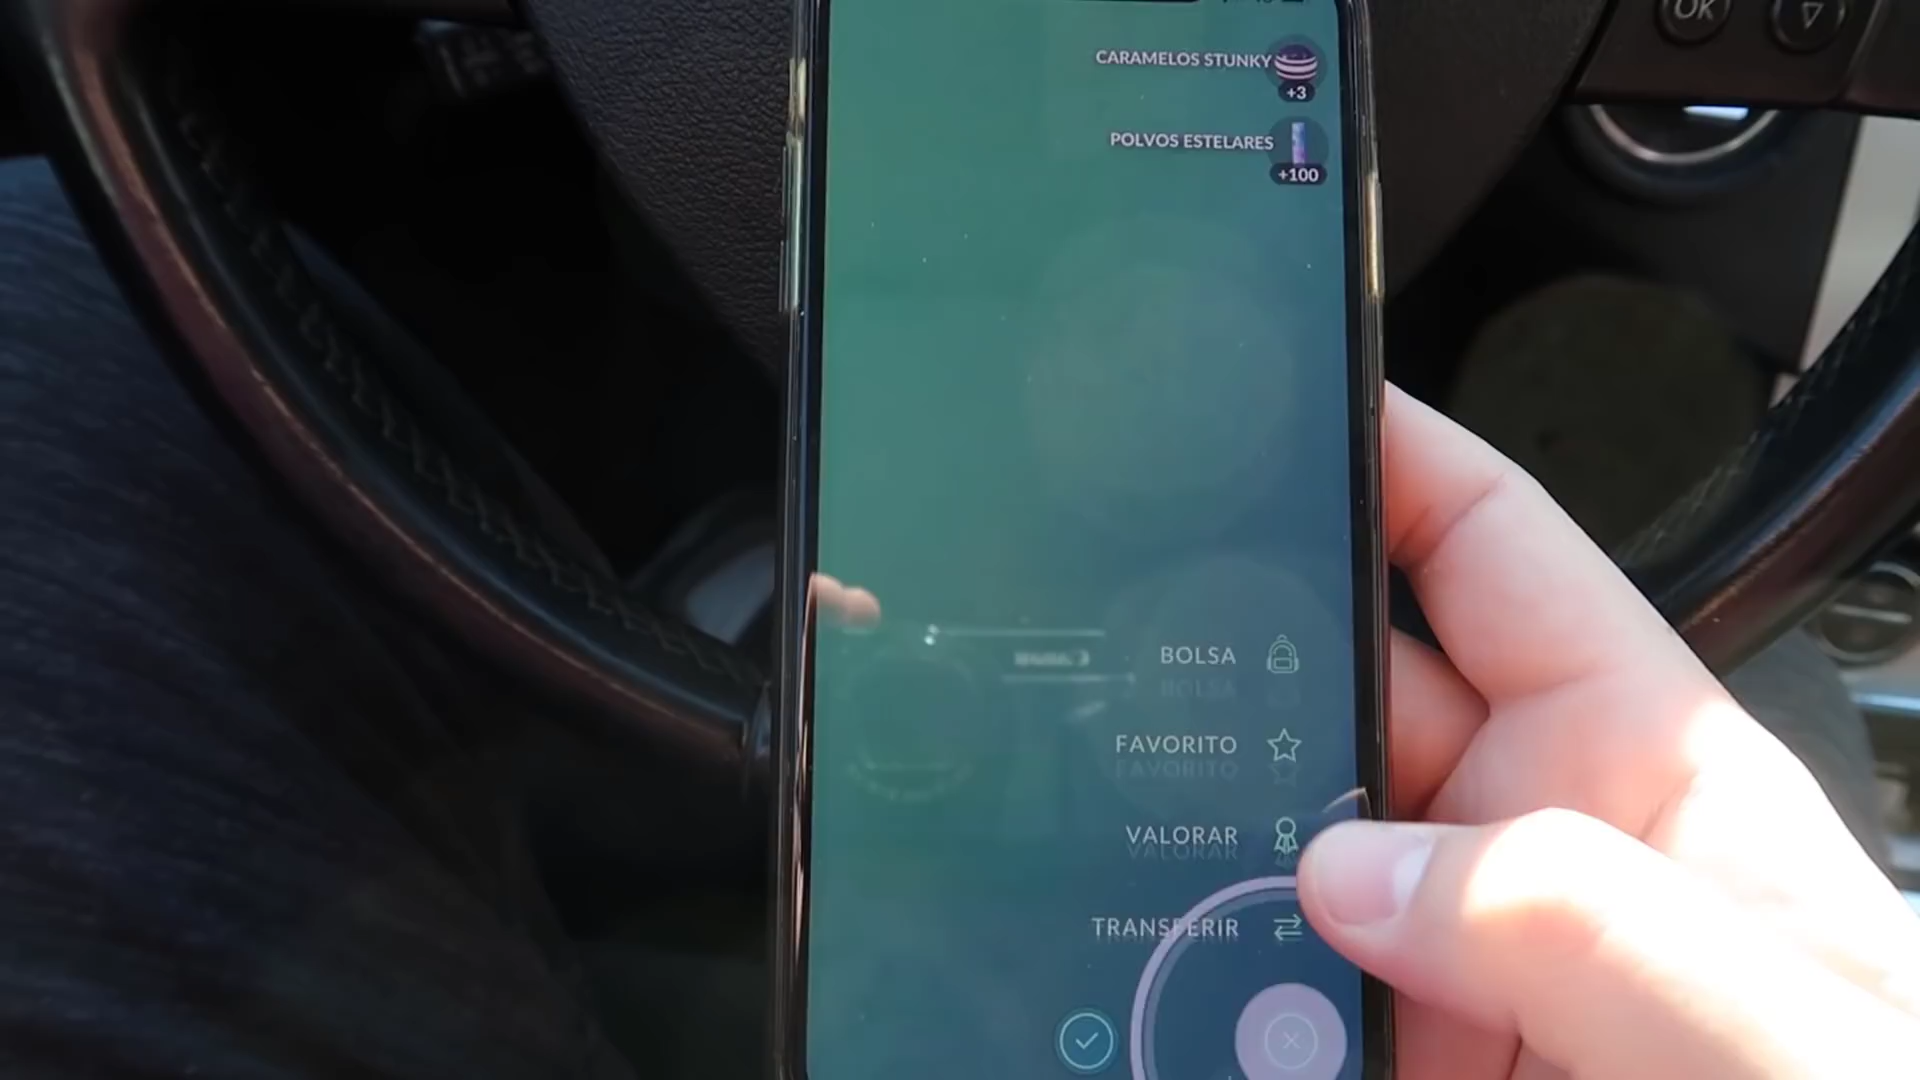 OK
CARAMELOS STUNKY
+3
POLVOS ESTELARES
+100
BOLSA
FAVORITO
VALORAR
TRANSFERIR